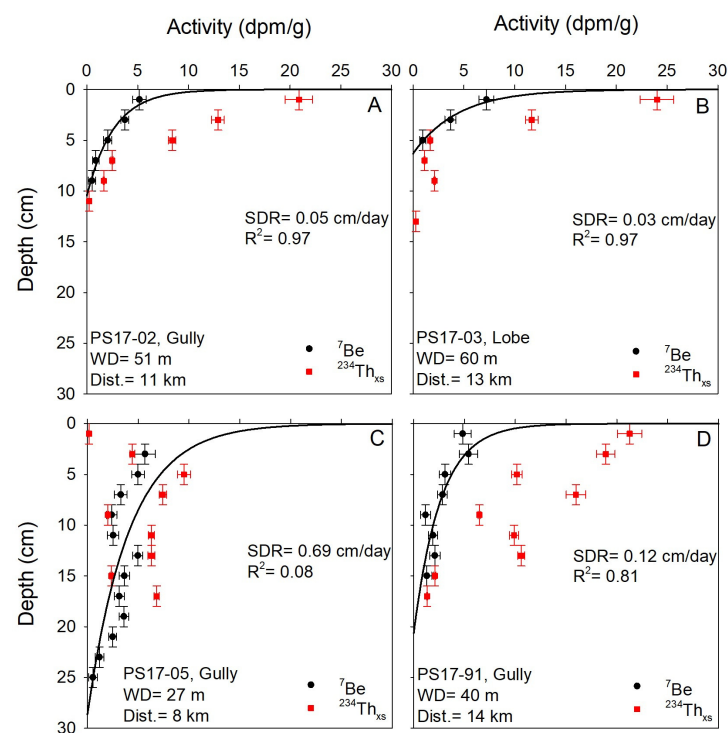 Activity (dpm/g) Activity (dpm/g)
0 5 10 15 20 25 30 0 5 10 15 20 25 30
0
5
10
15
20
25
30
Depth (cm)
A
SDR= 0.05 cm/day
R²= 0.97
PS17-02, Gully
WD= 51 m
Dist.= 11 km
⁷Be
²³⁴Thxs
B
SDR= 0.03 cm/day
R²= 0.97
PS17-03, Lobe
WD= 60 m
Dist.= 13 km
⁷Be
²³⁴Thxs
0
5
10
15
20
25
30
Depth (cm)
C
SDR= 0.69 cm/day
R²= 0.08
PS17-05, Gully
WD= 27 m
Dist.= 8 km
⁷Be
²³⁴Thxs
D
SDR= 0.12 cm/day
R²= 0.81
PS17-91, Gully
WD= 40 m
Dist.= 14 km
⁷Be
²³⁴Thxs